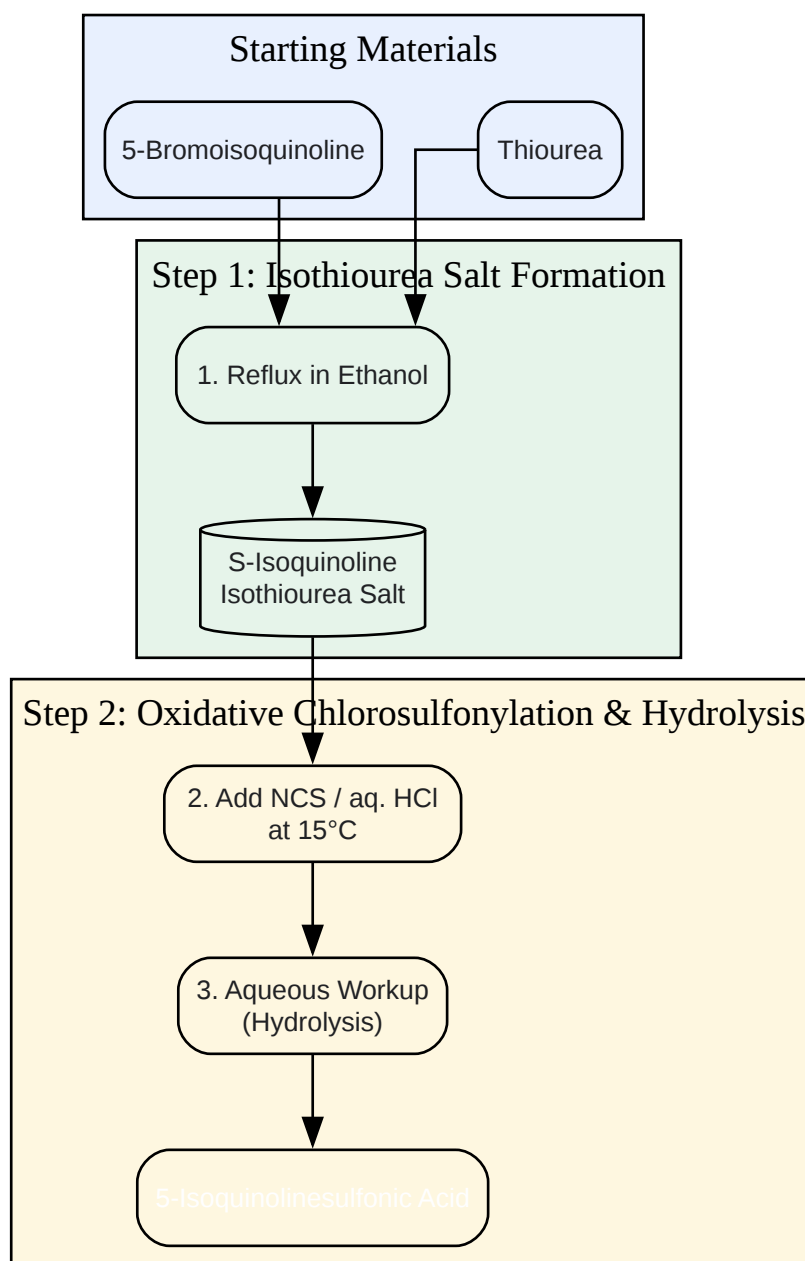 Starting Materials
5-Bromoisoquinoline
Thiourea
Step 1: Isothiourea Salt Formation
1. Reflux in Ethanol
S-Isoquinoline
Isothiourea Salt
Step 2: Oxidative Chlorosulfonylation & Hydrolysis
2. Add NCS / aq. HCl
at 15°C
3. Aqueous Workup
(Hydrolysis)
5-Isoquinolinesulfonic Acid